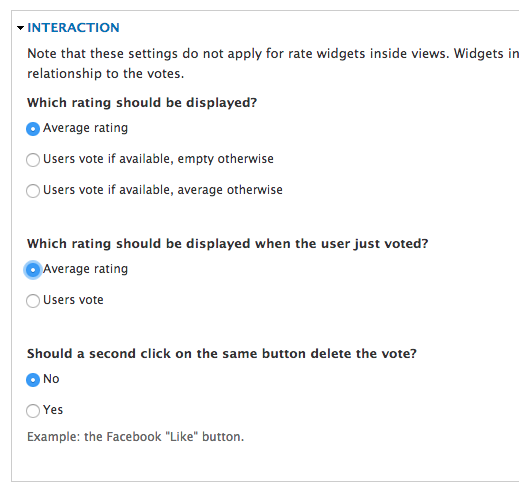 INTERACTION
Note that these settings do not apply for rate widgets inside views. Widgets in
relationship to the votes.
Which rating should be displayed?
Average rating
Users vote if available, empty otherwise
Users vote if available, average otherwise
Which rating should be displayed when the user just voted?
Average rating
Users vote
Should a second click on the same button delete the vote?
No
Yes
Example: the Facebook "Like" button.